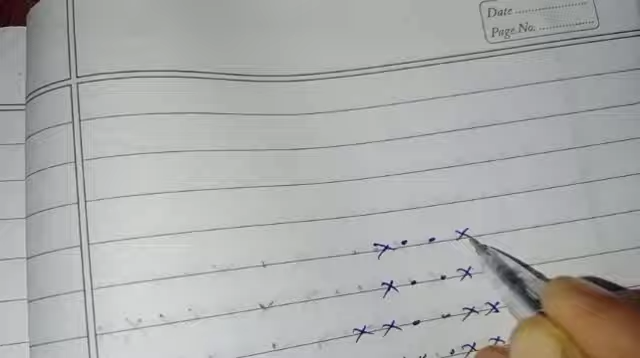 Date ..................
Page No. ..................
x . . x
x . . x
x x . . x x